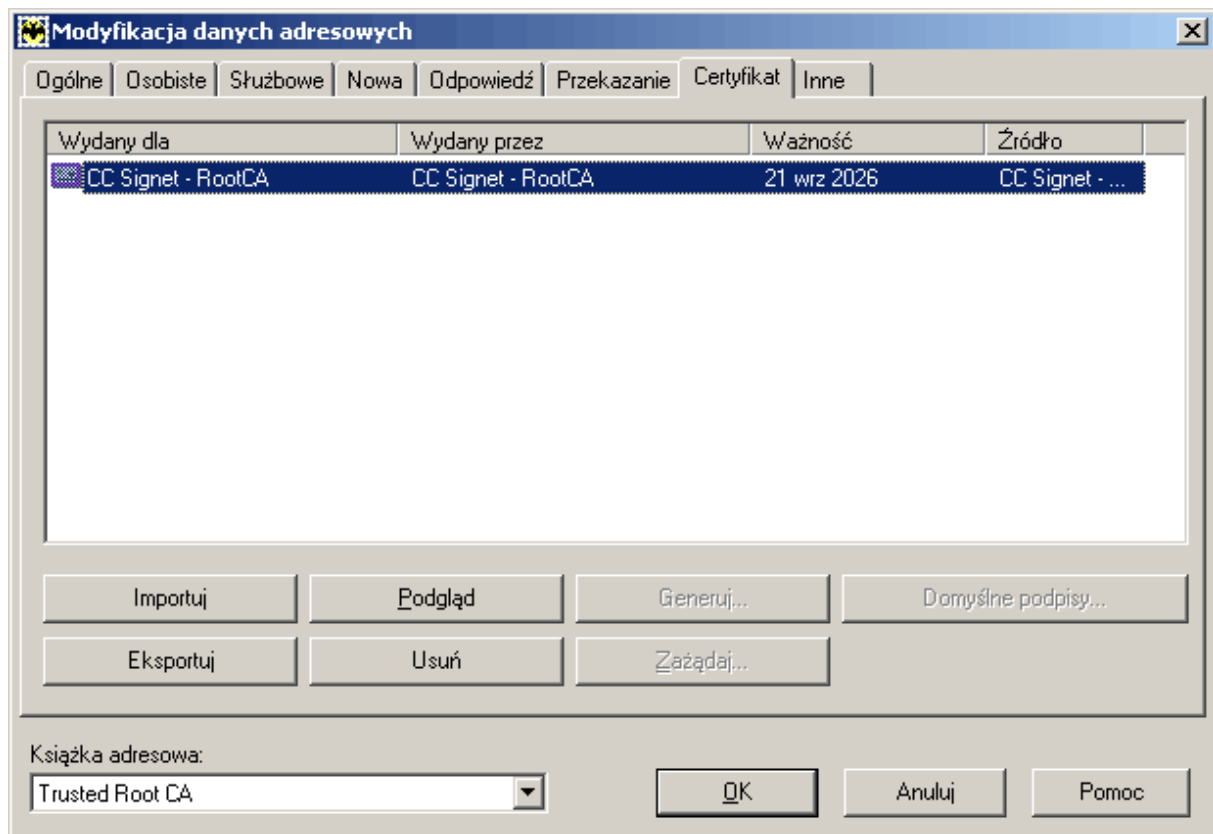 Modyfikacja danych adresowych
Ogólne Osobiste Służbowe Nowa Odpowiedź Przekazanie Certyfikat Inne
Wydany dla Wydany przez Ważność Źródło
CC Signet - RootCA CC Signet - RootCA 21 wrz 2026 CC Signet - ...
Importuj Podgląd Generuj... Domyślne podpisy...
Eksportuj Usuń Zażądaj...
Książka adresowa:
Trusted Root CA OK Anuluj Pomoc